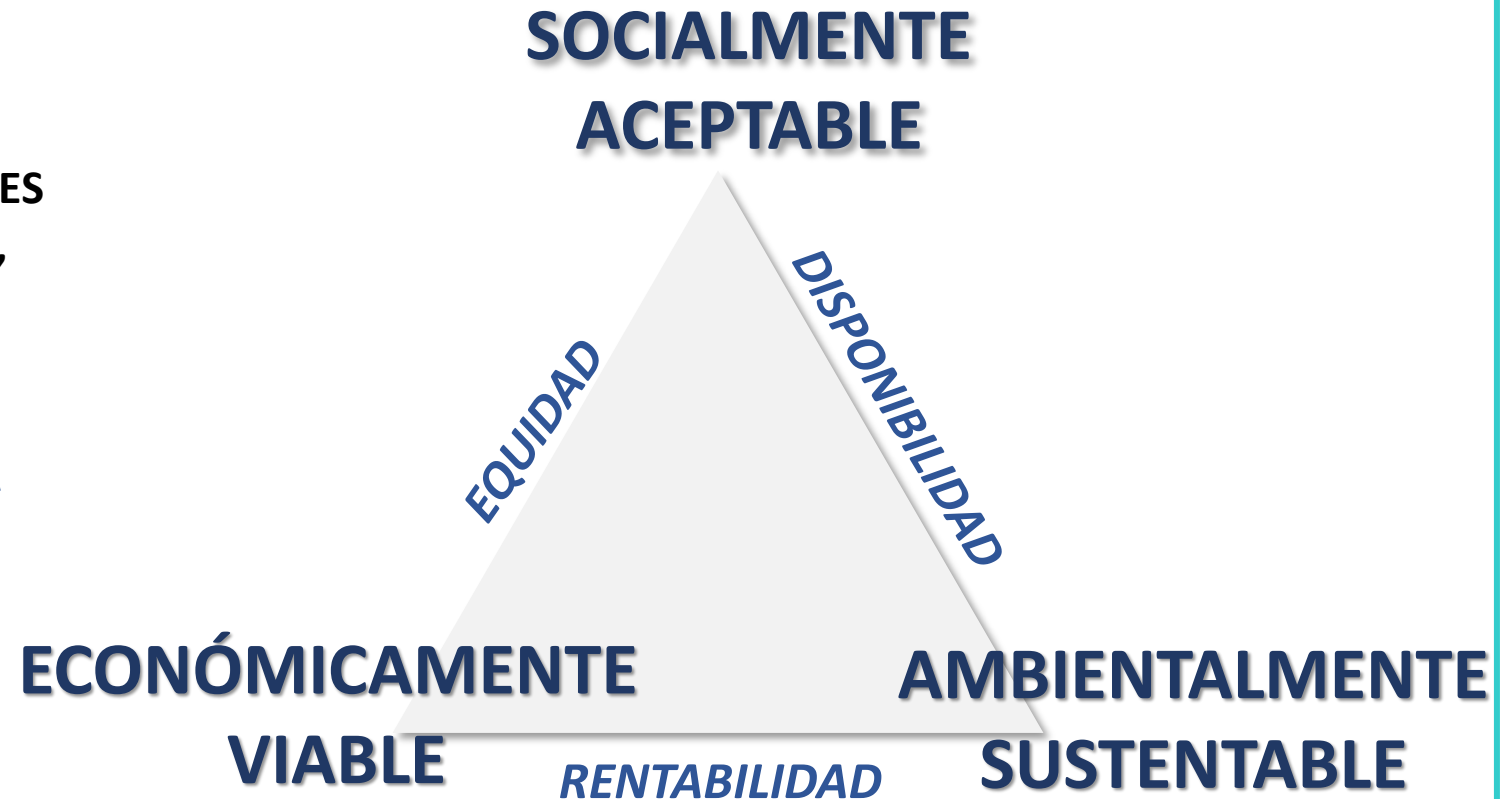 SOCIALMENTE
ACEPTABLE
ES
,
DISPONIBILIDAD
EQUIDAD
ECONÓMICAMENTE
VIABLE
AMBIENTALMENTE
SUSTENTABLE
RENTABILIDAD